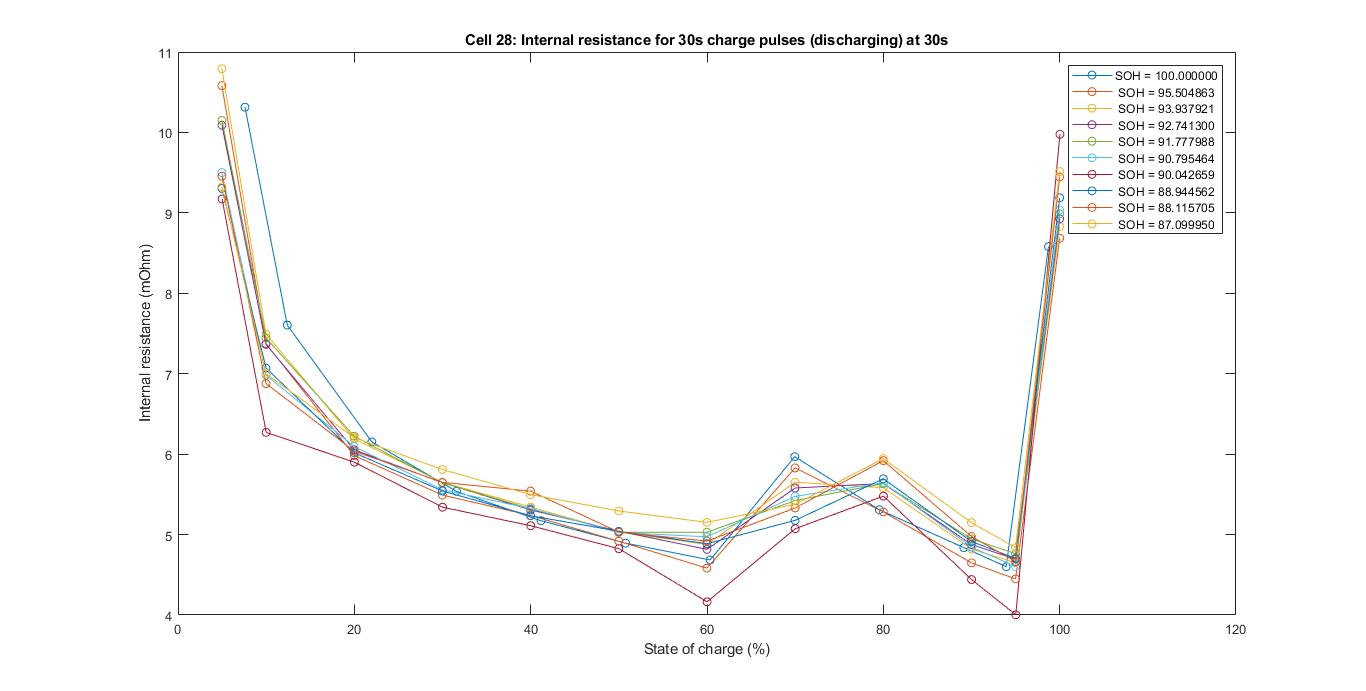 Cell 28: Internal resistance for 30s charge pulses (discharging) at 30s
11
10
9
8
7
6
5
4
Internal resistance (mOhm)
0 20 40 60 80 100 120
State of charge (%)
SOH = 100.000000
SOH = 95.504863
SOH = 93.937921
SOH = 92.741300
SOH = 91.777988
SOH = 90.795464
SOH = 90.042659
SOH = 88.944562
SOH = 88.115705
SOH = 87.099950